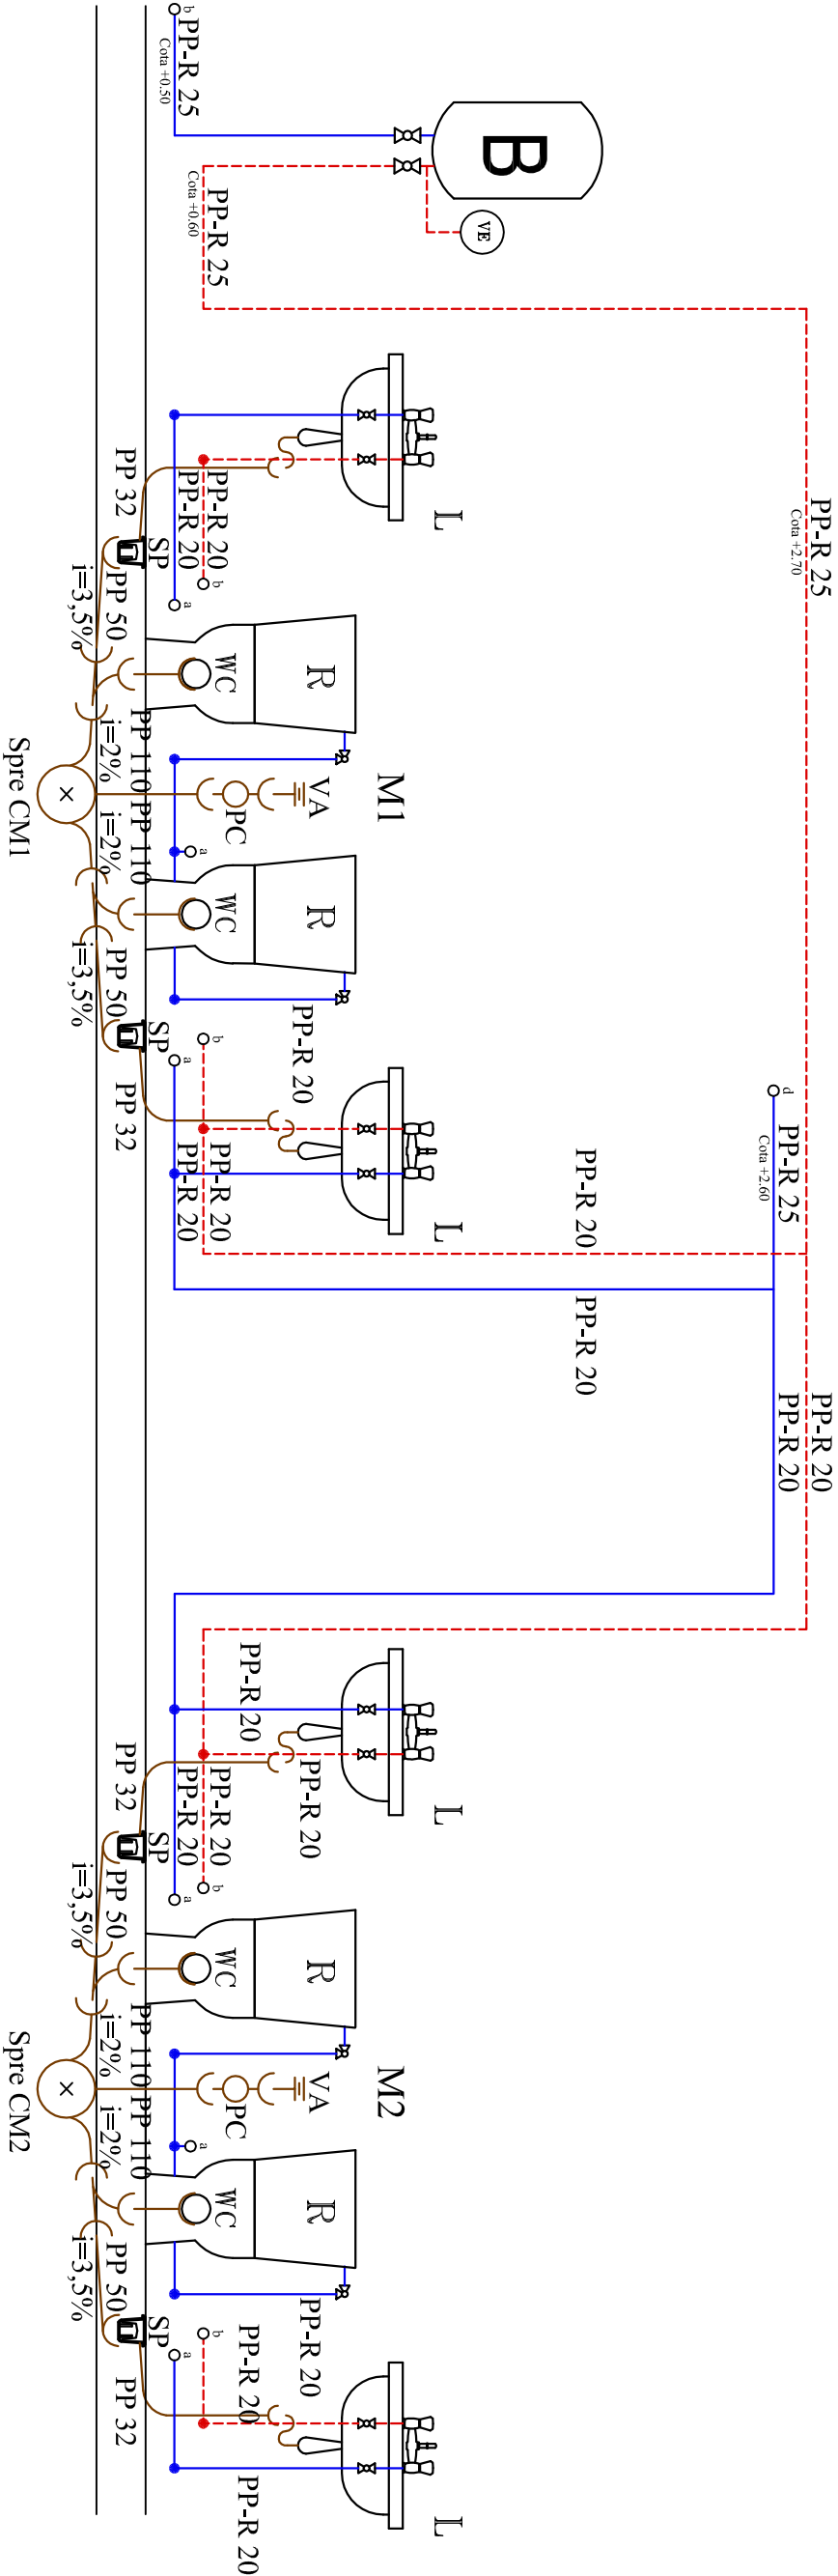 b
PP-R 25
Cota +0.50
B
VE
PP-R 25
Cota +0.60
PP-R 25
Cota +2.70
L
PP-R 20
PP-R 20
b
a
PP 32
SP
PP 50
i=3,5%
R
WC
PP 110
i=2%
M1
VA
PC
Spre CM1
a
PP 110
i=2%
R
WC
PP 50
i=3,5%
SP
b
a
PP 32
PP-R 20
PP-R 20
PP-R 20
L
d
PP-R 25
Cota +2.60
PP-R 20
PP-R 20
PP-R 20
PP-R 20
PP-R 20
PP-R 20
L
PP-R 20
PP-R 20
b
a
PP 32
SP
PP 50
i=3,5%
R
WC
PP 110
i=2%
M2
VA
PC
Spre CM2
a
PP 110
i=2%
R
WC
PP 50
i=3,5%
SP
b
a
PP 32
PP-R 20
PP-R 20
PP-R 20
L